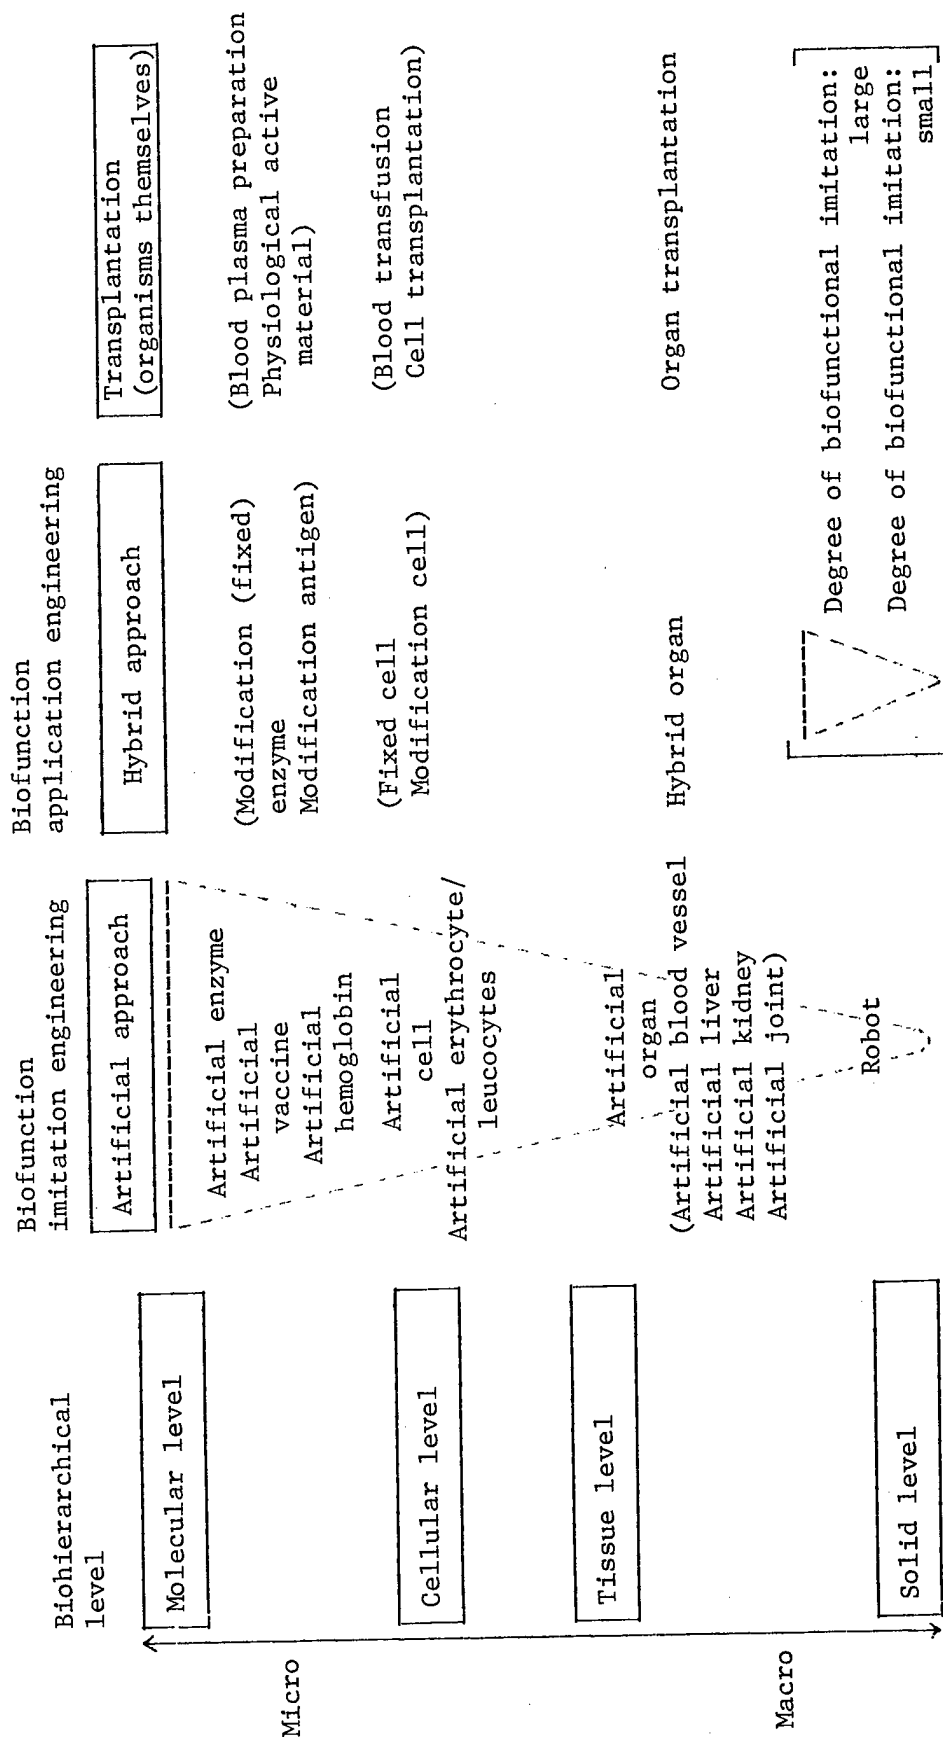 Biohierarchical
level
Biofunction
imitation engineering
Biofunction
application engineering
Artificial approach
Hybrid approach
Transplantation
(organisms themselves)
Micro
Molecular level
Artificial enzyme
Artificial
vaccine
Artificial
hemoglobin
(Modification (fixed)
enzyme
Modification antigen)
(Blood plasma preparation
Physiological active
material)
Cellular level
Artificial
cell
Artificial erythrocyte/
leucocytes
(Fixed cell
Modification cell)
(Blood transfusion
Cell transplantation)
Tissue level
Artificial
organ
(Artificial blood vessel
Artificial liver
Artificial kidney
Artificial joint)
Hybrid organ
Organ transplantation
Macro
Solid level
Robot
Degree of biofunctional imitation:
large
Degree of biofunctional imitation:
small